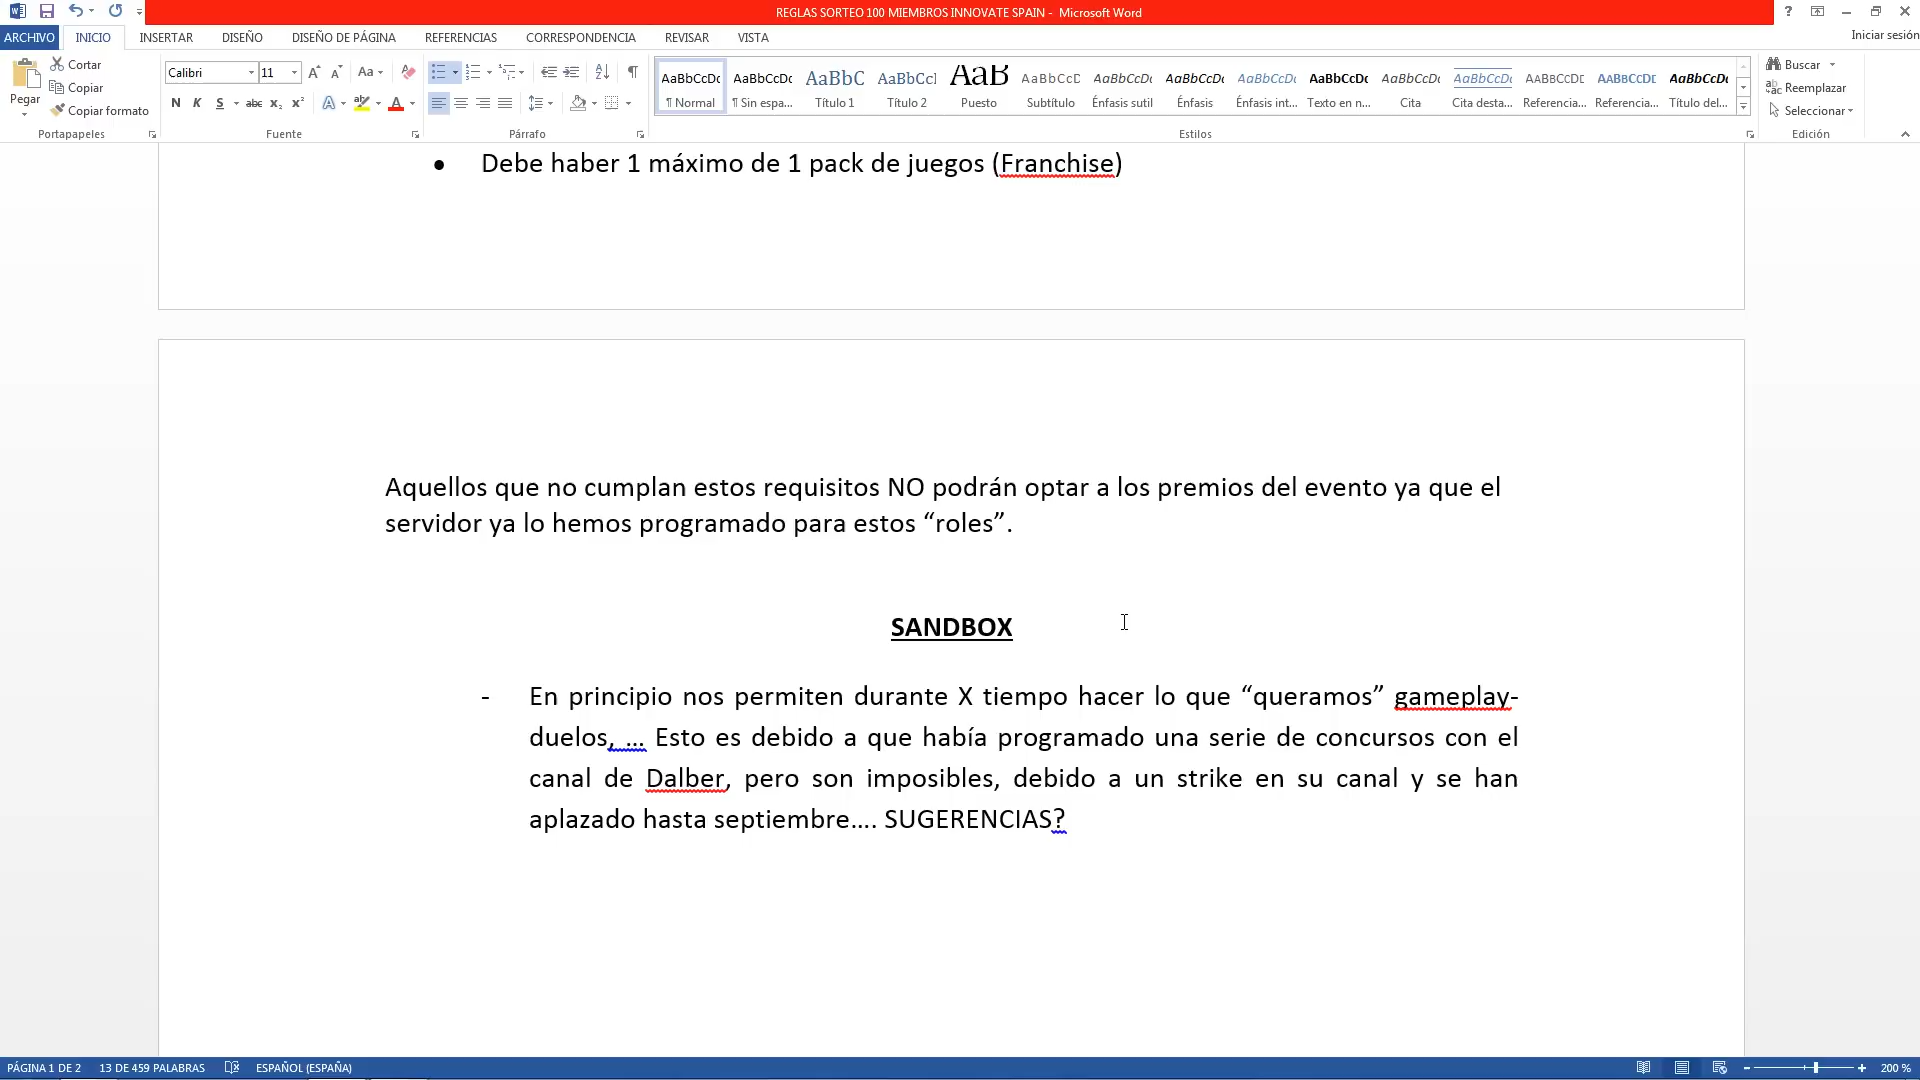 REGLAS SORTEO 100 MIEMBROS INNOVATE SPAIN - Microsoft Word
Iniciar sesión
ARCHIVO INICIO INSERTAR DISEÑO DISEÑO DE PÁGINA REFERENCIAS CORRESPONDENCIA REVISAR VISTA
Pegar
Cortar
Copiar
Copiar formato
Portapapeles
Calibri 11
Aa
N K S abc x₂ x² A A
Fuente
Párrafo
AaBbCcDc AaBbCcDc AaBbC AaBbCc] AaB AaBbCcD AaBbCcDc AaBbCcDc AaBbCcDc AaBbCcDc AaBbCcDc AaBbCcDc AABBCCDE AABBCCDE AaBbCcDc
¶ Normal ¶ Sin espa... Título 1 Título 2 Puesto Subtítulo Énfasis sutil Énfasis Énfasis int... Texto en n... Cita Cita desta... Referencia... Referencia... Título del...
Estilos
Buscar
Reemplazar
Seleccionar
Edición
• Debe haber 1 máximo de 1 pack de juegos (Franchise)
Aquellos que no cumplan estos requisitos NO podrán optar a los premios del evento ya que el
servidor ya lo hemos programado para estos “roles”.
SANDBOX
- En principio nos permiten durante X tiempo hacer lo que “queramos” gameplay-
duelos, ... Esto es debido a que había programado una serie de concursos con el
canal de Dalber, pero son imposibles, debido a un strike en su canal y se han
aplazado hasta septiembre.... SUGERENCIAS?
PÁGINA 1 DE 2 13 DE 459 PALABRAS ESPAÑOL (ESPAÑA) 200 %